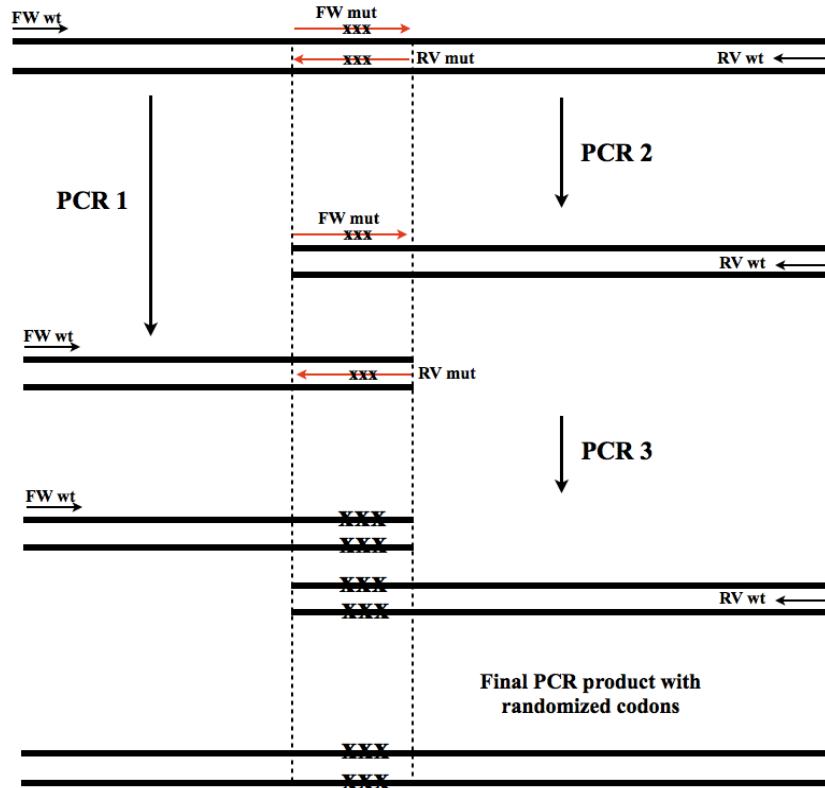 FW wt
FW mut
xxx
xxx
RV mut
RV wt
PCR 1
PCR 2
FW mut
xxx
RV wt
FW wt
xxx
RV mut
PCR 3
FW wt
XXX
XXX
XXX
RV wt
XXX
Final PCR product with
randomized codons
XXX
XXX